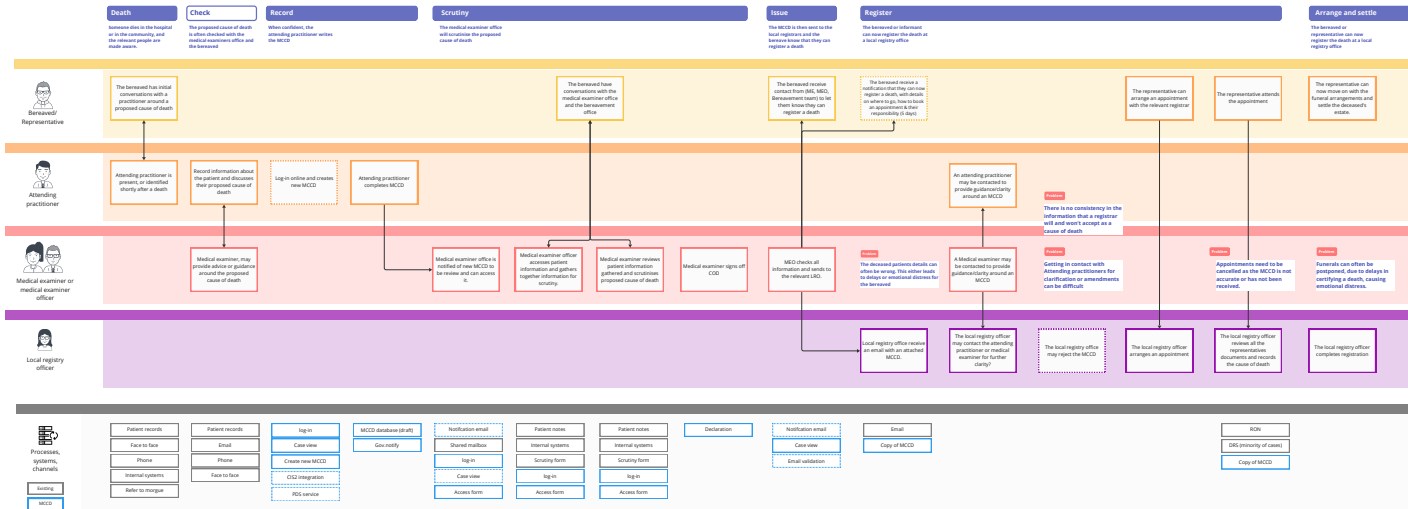 Death
Check
Record
Scrutiny
Issue
Register
Arrange and settle
Someone dies in the hospital
or in the community, and
the relevant people are
made aware.
The proposed cause of death
is often checked with the
medical examiners office and
the bereaved
When confident, the
attending practitioner writes
the MCCD
The medical examiner office
will scrutinise the proposed
cause of death
The MCCD is then sent to the
local registrars and the
bereave know that they can
register a death
The bereaved or informant
can now register the death at
a local registry office
The bereaved or
representative can now
register the death at a local
registry office
Bereaved/
Representative
The bereaved has initial
conversations with a
practitioner around a
proposed cause of death
The bereaved have
conversations with the
medical examiner office
and the bereavement
office
The bereaved receive
contact from (ME, MEO,
Bereavement team) to let
them know they can
register a death
The bereaved receive a
notification that they can now
register a death, with details
on where to go, how to book
an appointment & their
responsibility (5 days)
The representative can
arrange an appointment
with the relevant registrar
The representative attends
the appointment
The representative can
now move on with the
funeral arrangements and
settle the deceased's
estate.
Attending
practitioner
Attending practitioner is
present, or identified
shortly after a death
Record information about
the patient and discusses
their proposed cause of
death
Log-in online and creates
new MCCD
Attending practitioner
completes MCCD
An attending practitioner
may be contacted to
provide guidance/clarity
around an MCCD
Problem
There is no consistency in the
information that a registrar
will and won't accept as a
cause of death
Medical examiner or
medical examiner
officer
Medical examiner, may
provide advice or guidance
around the proposed
cause of death
Medical examiner office is
notified of new MCCD to
be review and can access
it.
Medical examiner officer
accesses patient
information and gathers
together information for
scrutiny.
Medical examiner reviews
patient information
gathered and scrutinises
proposed cause of death
Medical examiner signs off
COD
MEO checks all
information and sends to
the relevant LRO.
Problem
The deceased patients details can
often be wrong. This either leads
to delays or emotional distress for
the bereaved
A Medical examiner may
be contacted to provide
guidance/clarity around an
MCCD
Problem
Getting in contact with
Attending practitioners for
clarification or amendments
can be difficult
Problem
Appointments need to be
cancelled as the MCCD is not
accurate or has not been
received.
Problem
Funerals can often be
postponed, due to delays in
certifying a death, causing
emotional distress.
Local registry
officer
Local registry office receive
an email with an attached
MCCD.
The local registry officer
may contact the attending
practitioner or medical
examiner for further
clarity?
The local registry office
may reject the MCCD
The local registry officer
arranges an appointment
The local registry officer
reviews all the
representatives
documents and records
the cause of death
The local registry officer
completes registration
Processes,
systems,
channels
Existing
MCCD
Patient records
Face to face
Phone
Internal systems
Refer to morgue
Patient records
Email
Phone
Face to face
log-in
Case view
Create new MCCD
CIS2 integration
PDS service
MCCD database (draft)
Gov.notify
Notifcation email
Shared mailbox
log-in
Case view
Access form
Patient notes
Internal systems
Scrutiny form
log-in
Access form
Patient notes
Internal systems
Scrutiny form
log-in
Access form
Declaration
Notifcation email
Case view
Email validation
Email
Copy of MCCD
RON
DRS (minority of cases)
Copy of MCCD